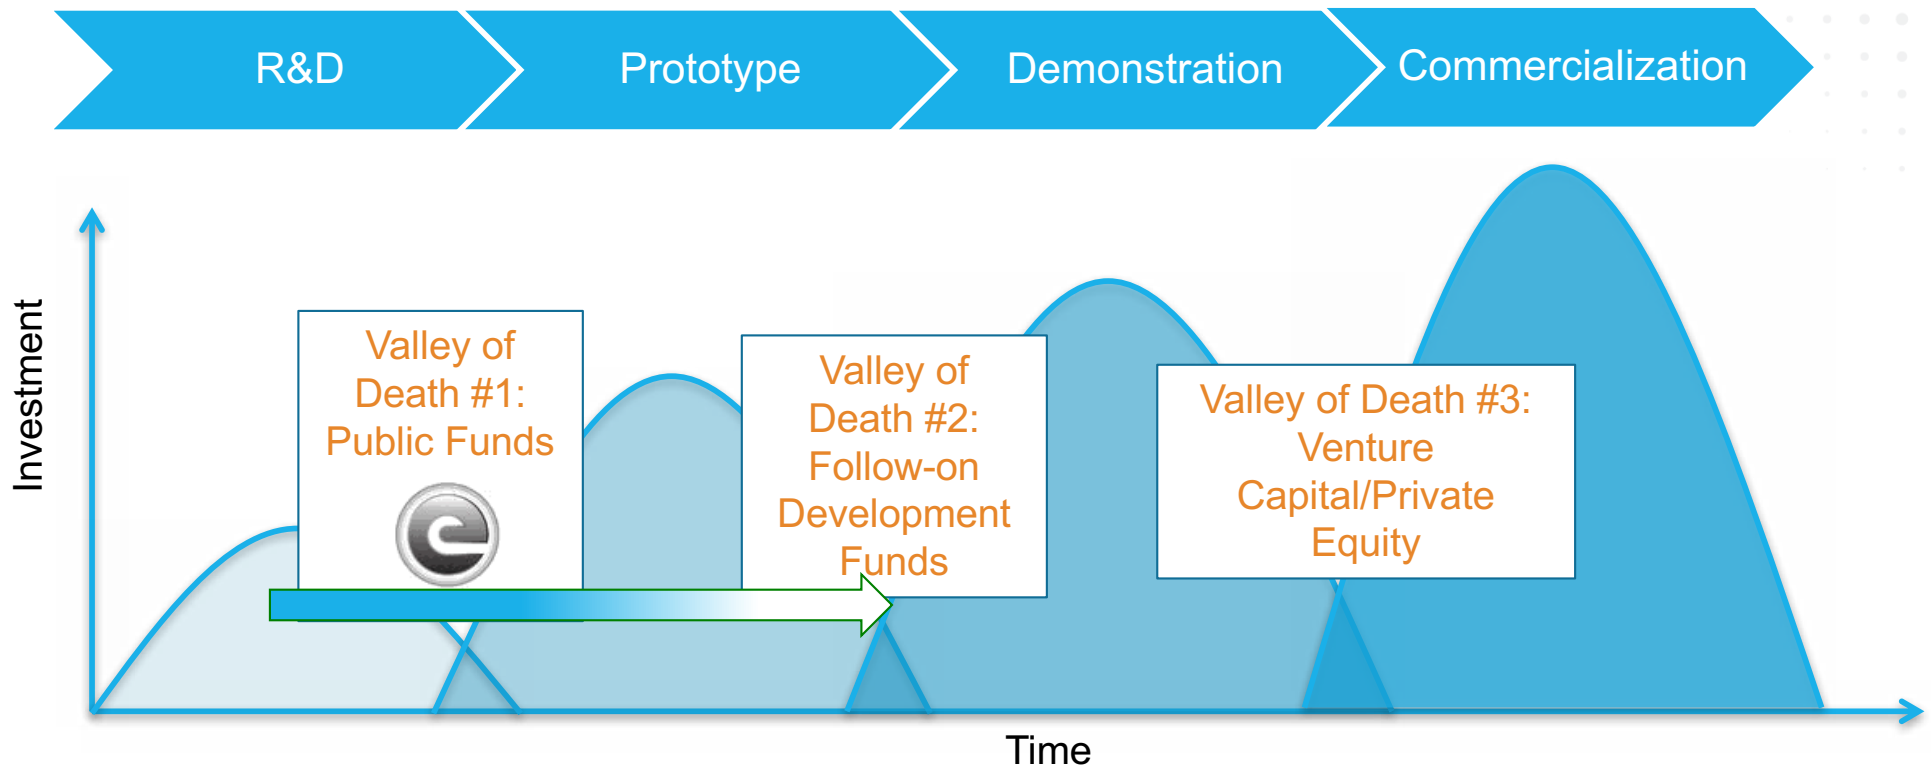 R&D
Prototype
Demonstration
Commercialization
Investment
Valley of
Death #1:
Public Funds
Valley of
Death #2:
Follow-on
Development
Funds
Valley of Death #3:
Venture
Capital/Private
Equity
Time